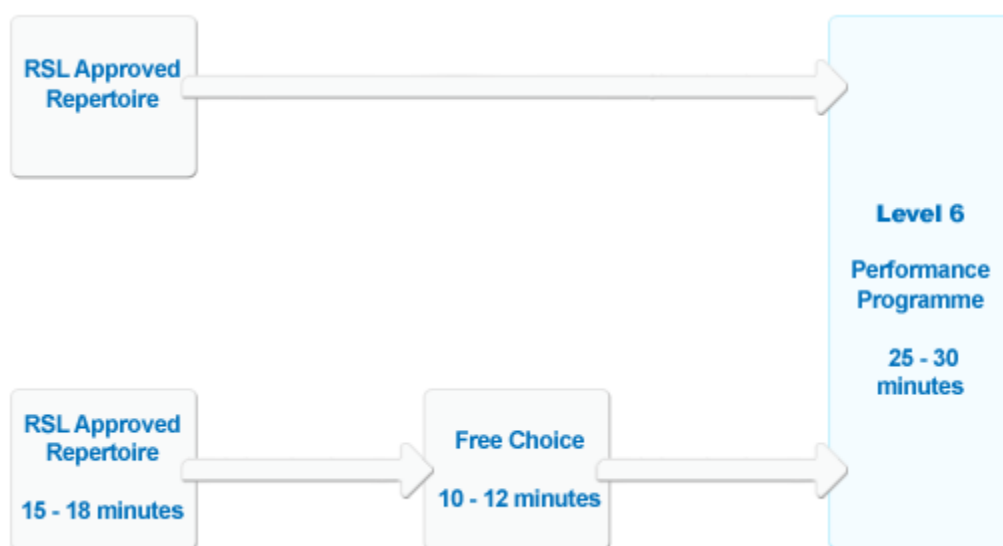 RSL Approved
Repertoire
Level 6
Performance
Programme
25 - 30
minutes
RSL Approved
Repertoire
15 - 18 minutes
Free Choice
10 - 12 minutes